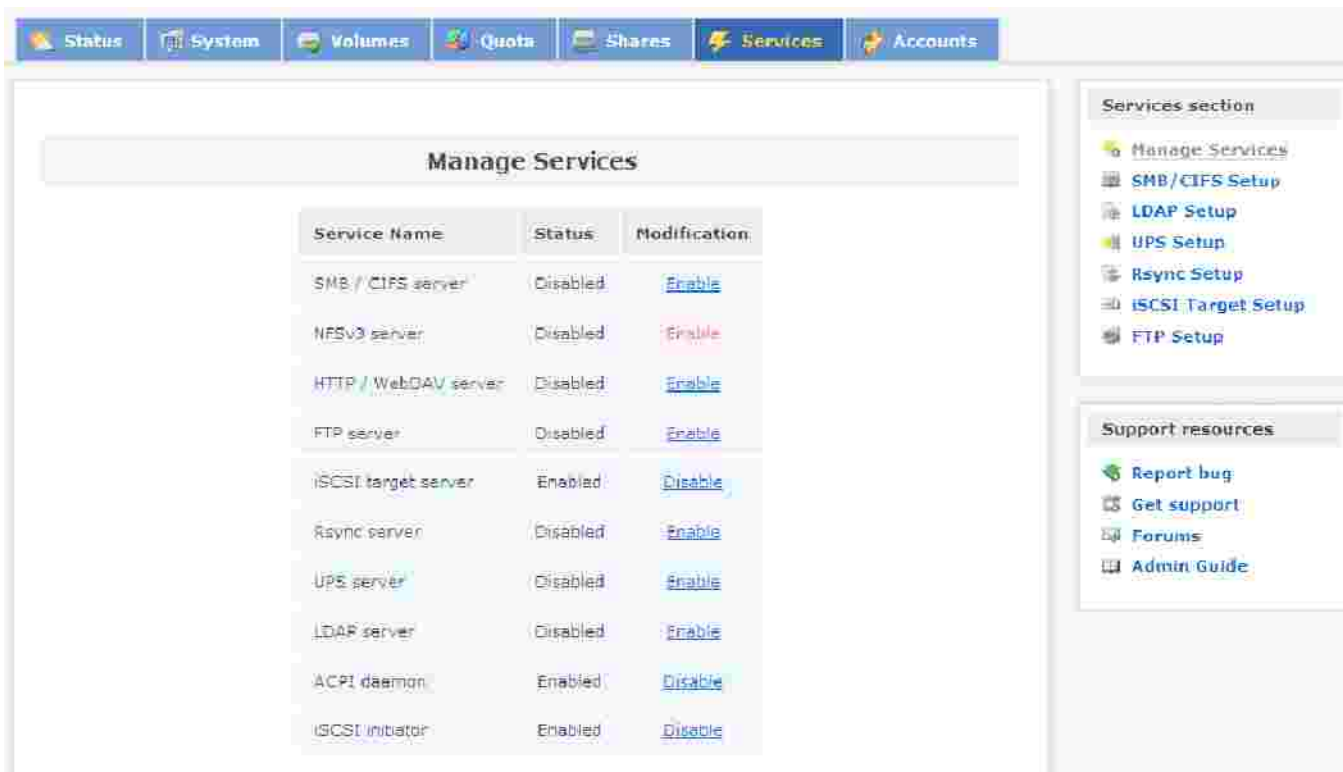 Status System Volumes Quota Shares Services Accounts
Manage Services
Service Name Status Modification
SMB / CIFS server Disabled Enable
NFSv3 server Disabled Enable
HTTP / WebDAV server Disabled Enable
FTP server Disabled Enable
iSCSI target server Enabled Disable
Rsync server Disabled Enable
UPS server Disabled Enable
LDAP server Disabled Enable
ACPI daemon Enabled Disable
iSCSI initiator Enabled Disable
Services section
Manage Services
SMB/CIFS Setup
LDAP Setup
UPS Setup
Rsync Setup
iSCSI Target Setup
FTP Setup
Support resources
Report bug
Get support
Forums
Admin Guide